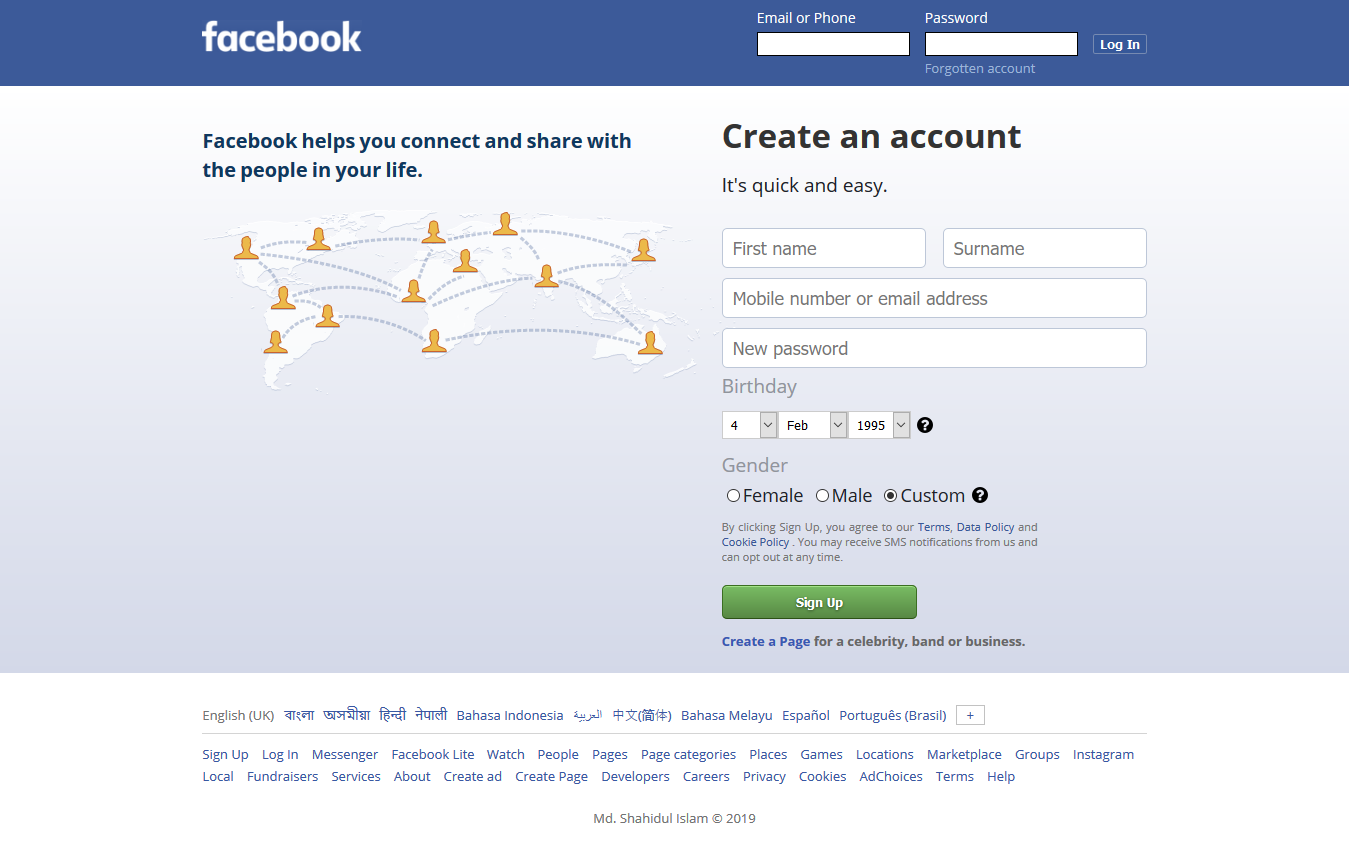 facebook
Email or Phone
Password
Log In
Forgotten account
Facebook helps you connect and share with
the people in your life.
Create an account
It's quick and easy.
First name
Surname
Mobile number or email address
New password
Birthday
4 Feb 1995 ?
Gender
Female Male Custom ?
By clicking Sign Up, you agree to our Terms, Data Policy and
Cookie Policy . You may receive SMS notifications from us and
can opt out at any time.
Sign Up
Create a Page for a celebrity, band or business.
English (UK) বাংলা অসমীয়া हिन्दी नेपाली Bahasa Indonesia العربية 中文(简体) Bahasa Melayu Español Português (Brasil) +
Sign Up Log In Messenger Facebook Lite Watch People Pages Page categories Places Games Locations Marketplace Groups Instagram
Local Fundraisers Services About Create ad Create Page Developers Careers Privacy Cookies AdChoices Terms Help
Md. Shahidul Islam © 2019